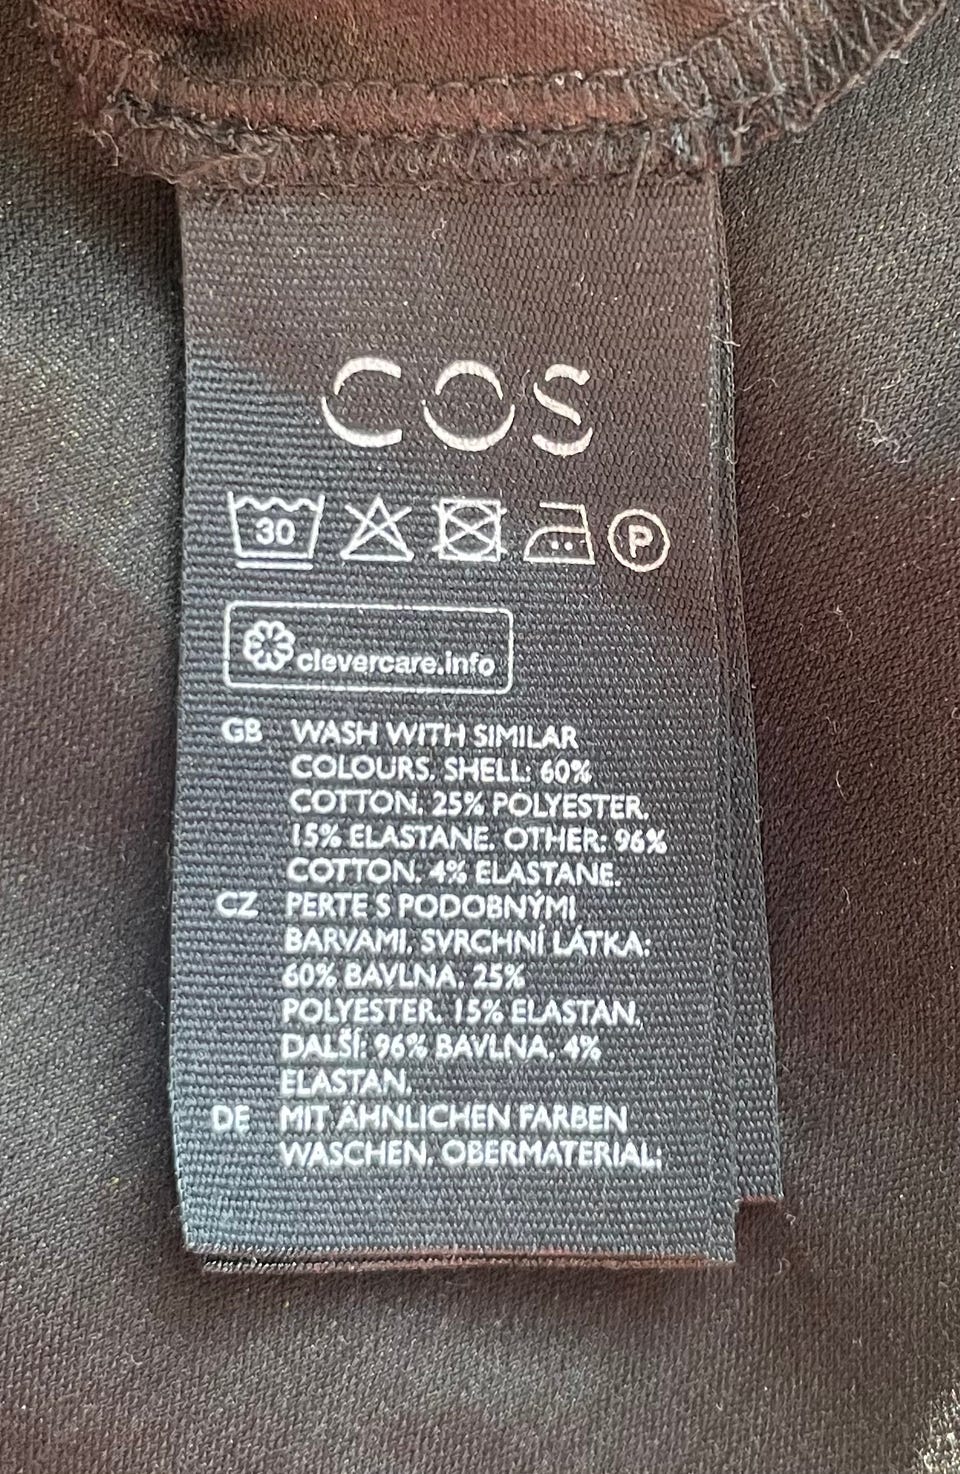 COS
30 P
clevercare.info
GB WASH WITH SIMILAR
COLOURS. SHELL: 60%
COTTON. 25% POLYESTER.
15% ELASTANE. OTHER: 96%
COTTON. 4% ELASTANE.
CZ PERTE S PODOBNÝMI
BARVAMI. SVRCHNÍ LÁTKA:
60% BAVLNA. 25%
POLYESTER. 15% ELASTAN.
DALŠÍ: 96% BAVLNA. 4%
ELASTAN.
DE MIT ÄHNLICHEN FARBEN
WASCHEN. OBERMATERIAL: